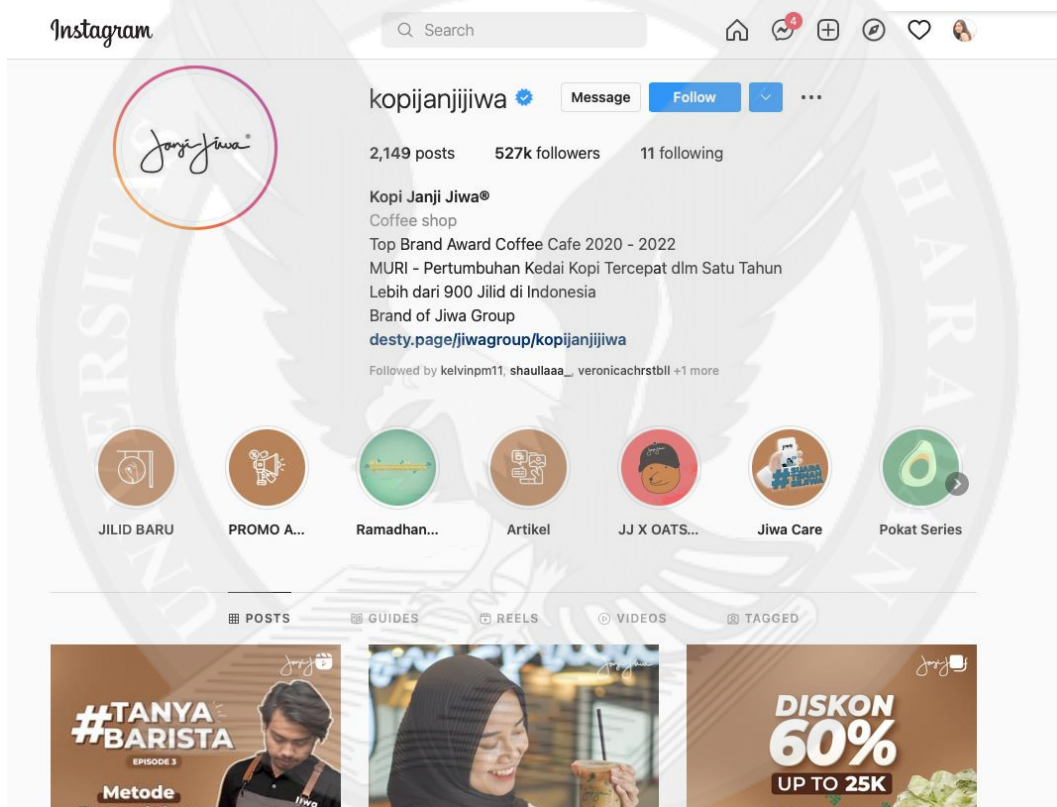 Instagram
Search
4
kopijanjijiwa
Message
Follow
2,149 posts 527k followers 11 following
Janji Jiwa®
Kopi Janji Jiwa®
Coffee shop
Top Brand Award Coffee Cafe 2020 - 2022
MURI - Pertumbuhan Kedai Kopi Tercepat dlm Satu Tahun
Lebih dari 900 Jilid di Indonesia
Brand of Jiwa Group
desty.page/jiwagroup/kopijanjijiwa
Followed by kelvinpm11, shaullaaa_, veronicachrstbll +1 more
JILID BARU PROMO A... Ramadhan... Artikel JJ X OATS... Jiwa Care Pokat Series
POSTS GUIDES REELS VIDEOS TAGGED
#TANYA
BARISTA
EPISODE 3
Metode
Jiwa
DISKON
60%
UP TO 25K